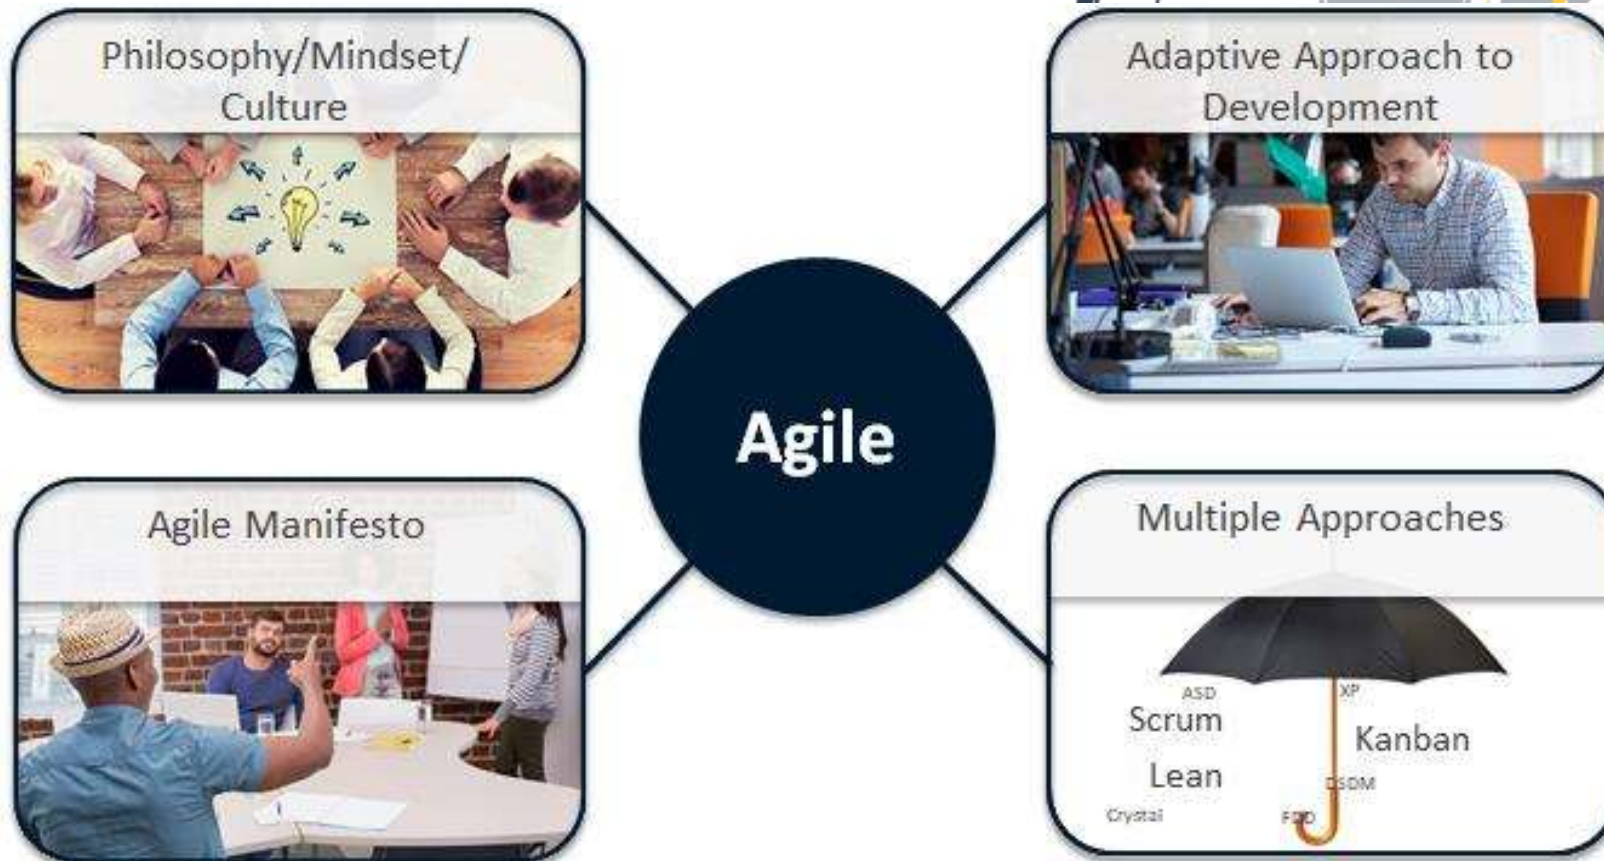 Philosophy/Mindset/
Culture
Adaptive Approach to
Development
Agile
Agile Manifesto
Multiple Approaches
ASD
XP
Scrum
Kanban
Lean
DSDM
Crystal
FDD